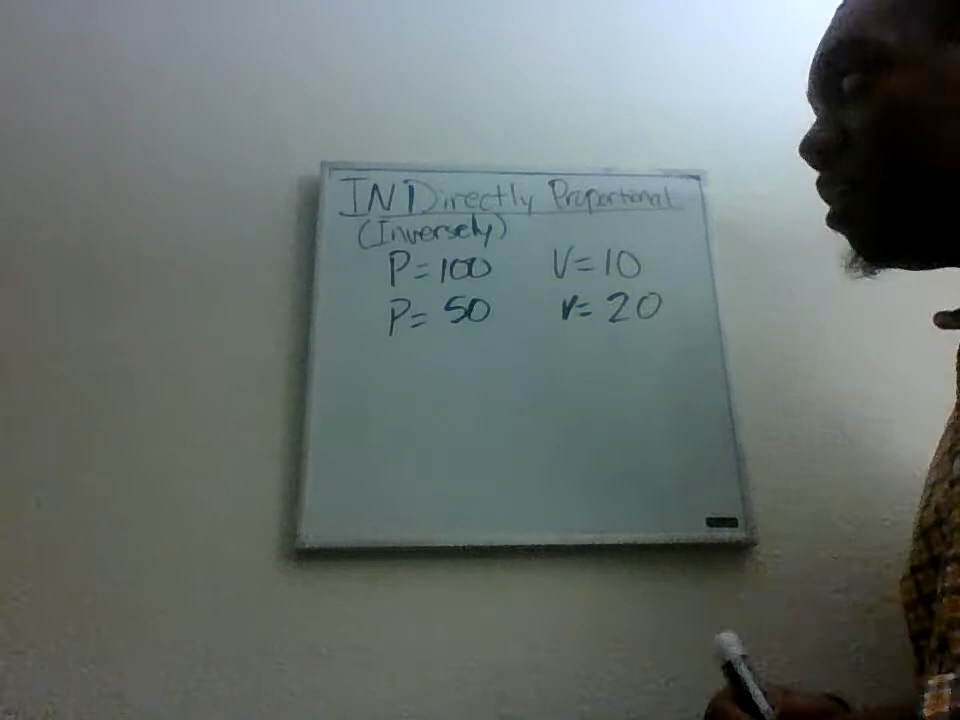 INDirectly Proportional
(Inversely)
P=100 V=10
P=50 V=20